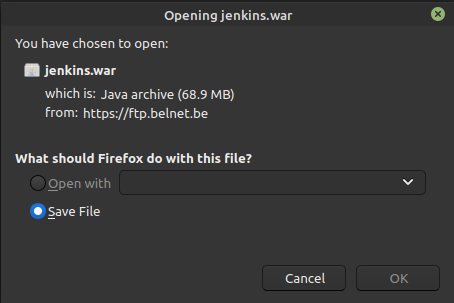 Opening jenkins.war
You have chosen to open:
jenkins.war
which is: Java archive (68.9 MB)
from: https://ftp.belnet.be
What should Firefox do with this file?
Open with
Save File
Cancel
OK